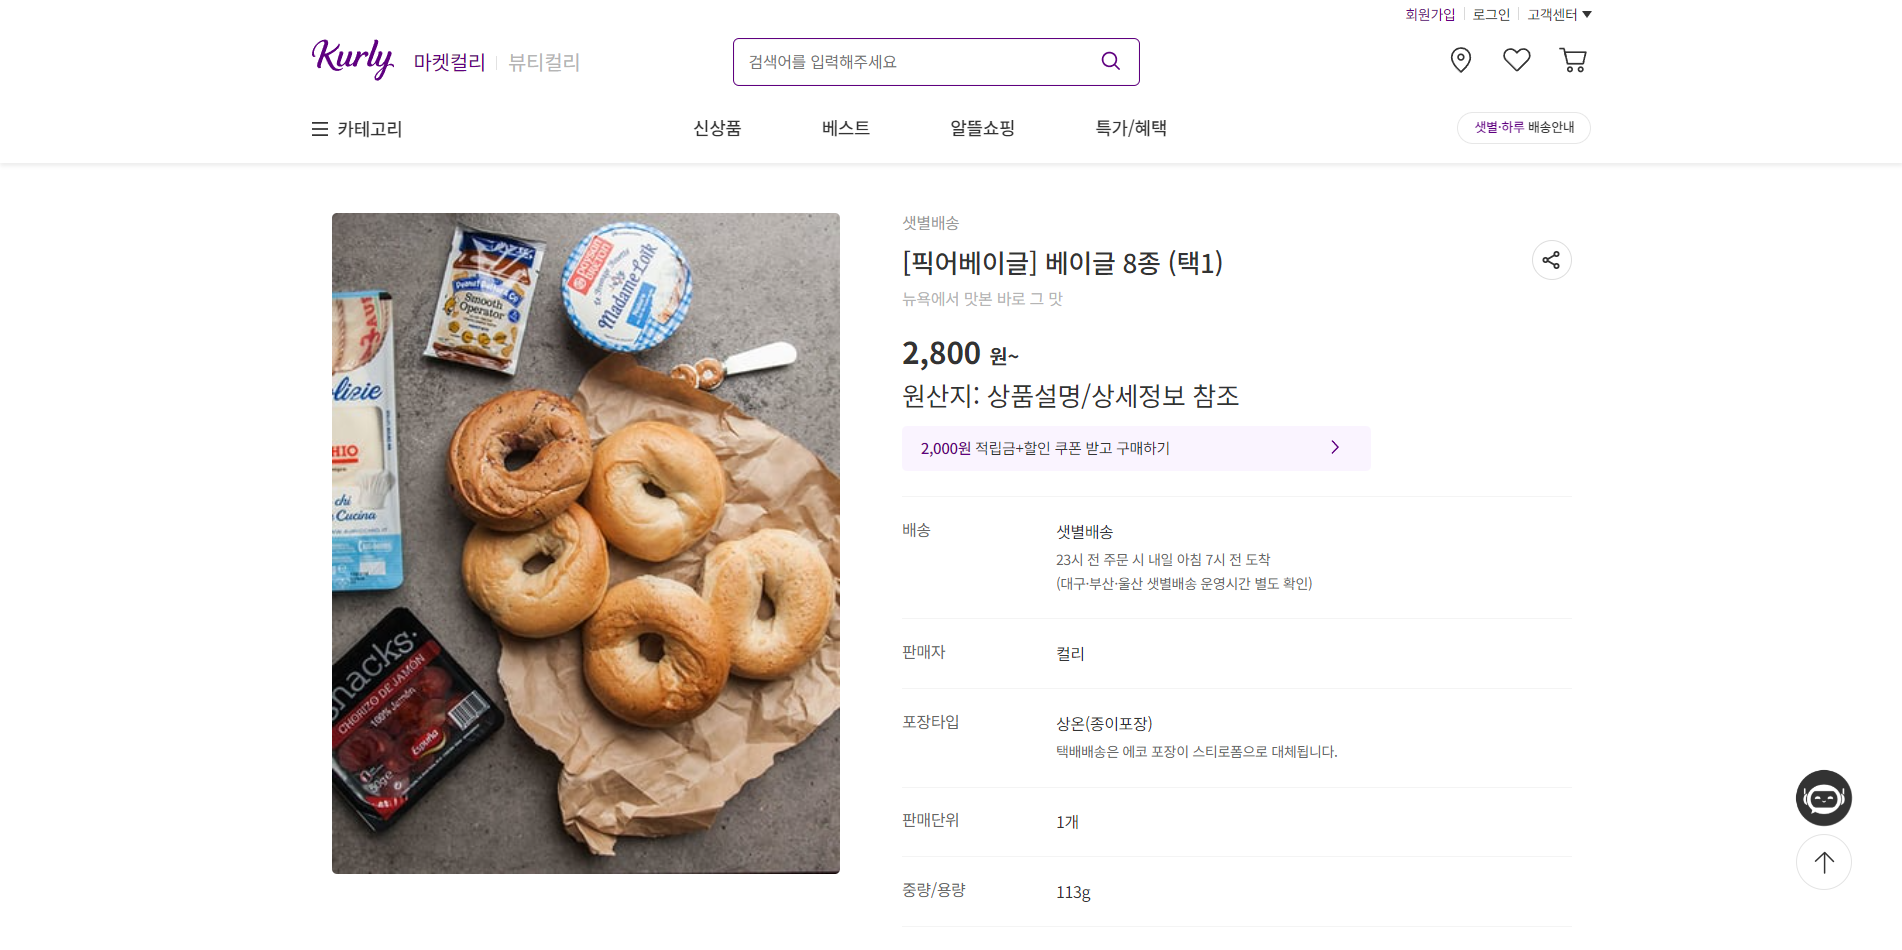 회원가입 로그인 고객센터
Kurly 마켓컬리 뷰티컬리
검색어를 입력해주세요
카테고리 신상품 베스트 알뜰쇼핑 특가/혜택 샛별·하루 배송안내
샛별배송
[픽어베이글] 베이글 8종 (택1)
뉴욕에서 맛본 바로 그 맛
2,800 원~
원산지: 상품설명/상세정보 참조
2,000원 적립금+할인 쿠폰 받고 구매하기
배송 샛별배송
23시 전 주문 시 내일 아침 7시 전 도착
(대구·부산·울산 샛별배송 운영시간 별도 확인)
판매자 컬리
포장타입 상온(종이포장)
택배배송은 에코 포장이 스티로폼으로 대체됩니다.
판매단위 1개
중량/용량 113g
Peanut Butter & Co
Smooth
Operator
PAYSAN
BRETON
Le Fromage Fouetté
Madame Loïk
lizie
HIO
chi
Cucina
nacks.
CHORIZO DE JAMÓN
100% Jamón
España
50g